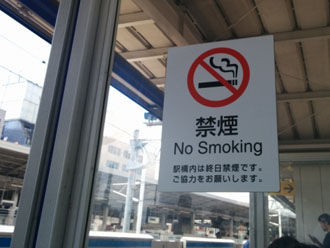 禁煙
No Smoking
駅構内は終日禁煙です。
ご協力をお願いします。